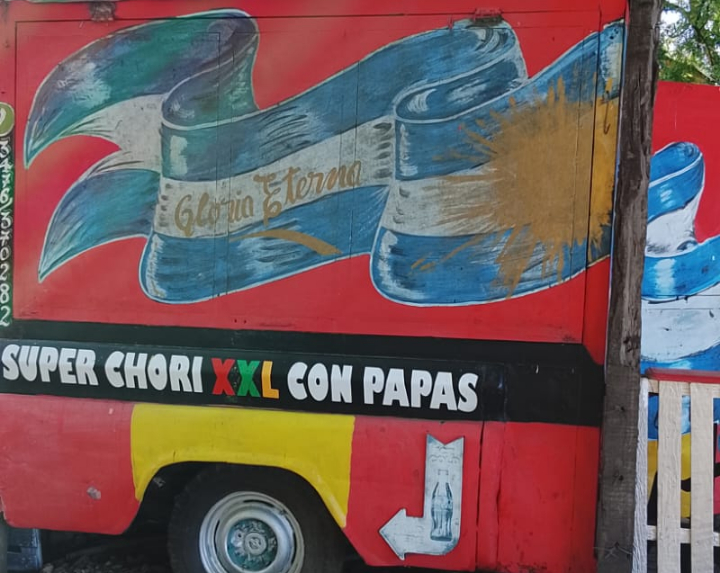 Gloria Eterna
SUPER CHORI XXL CON PAPAS